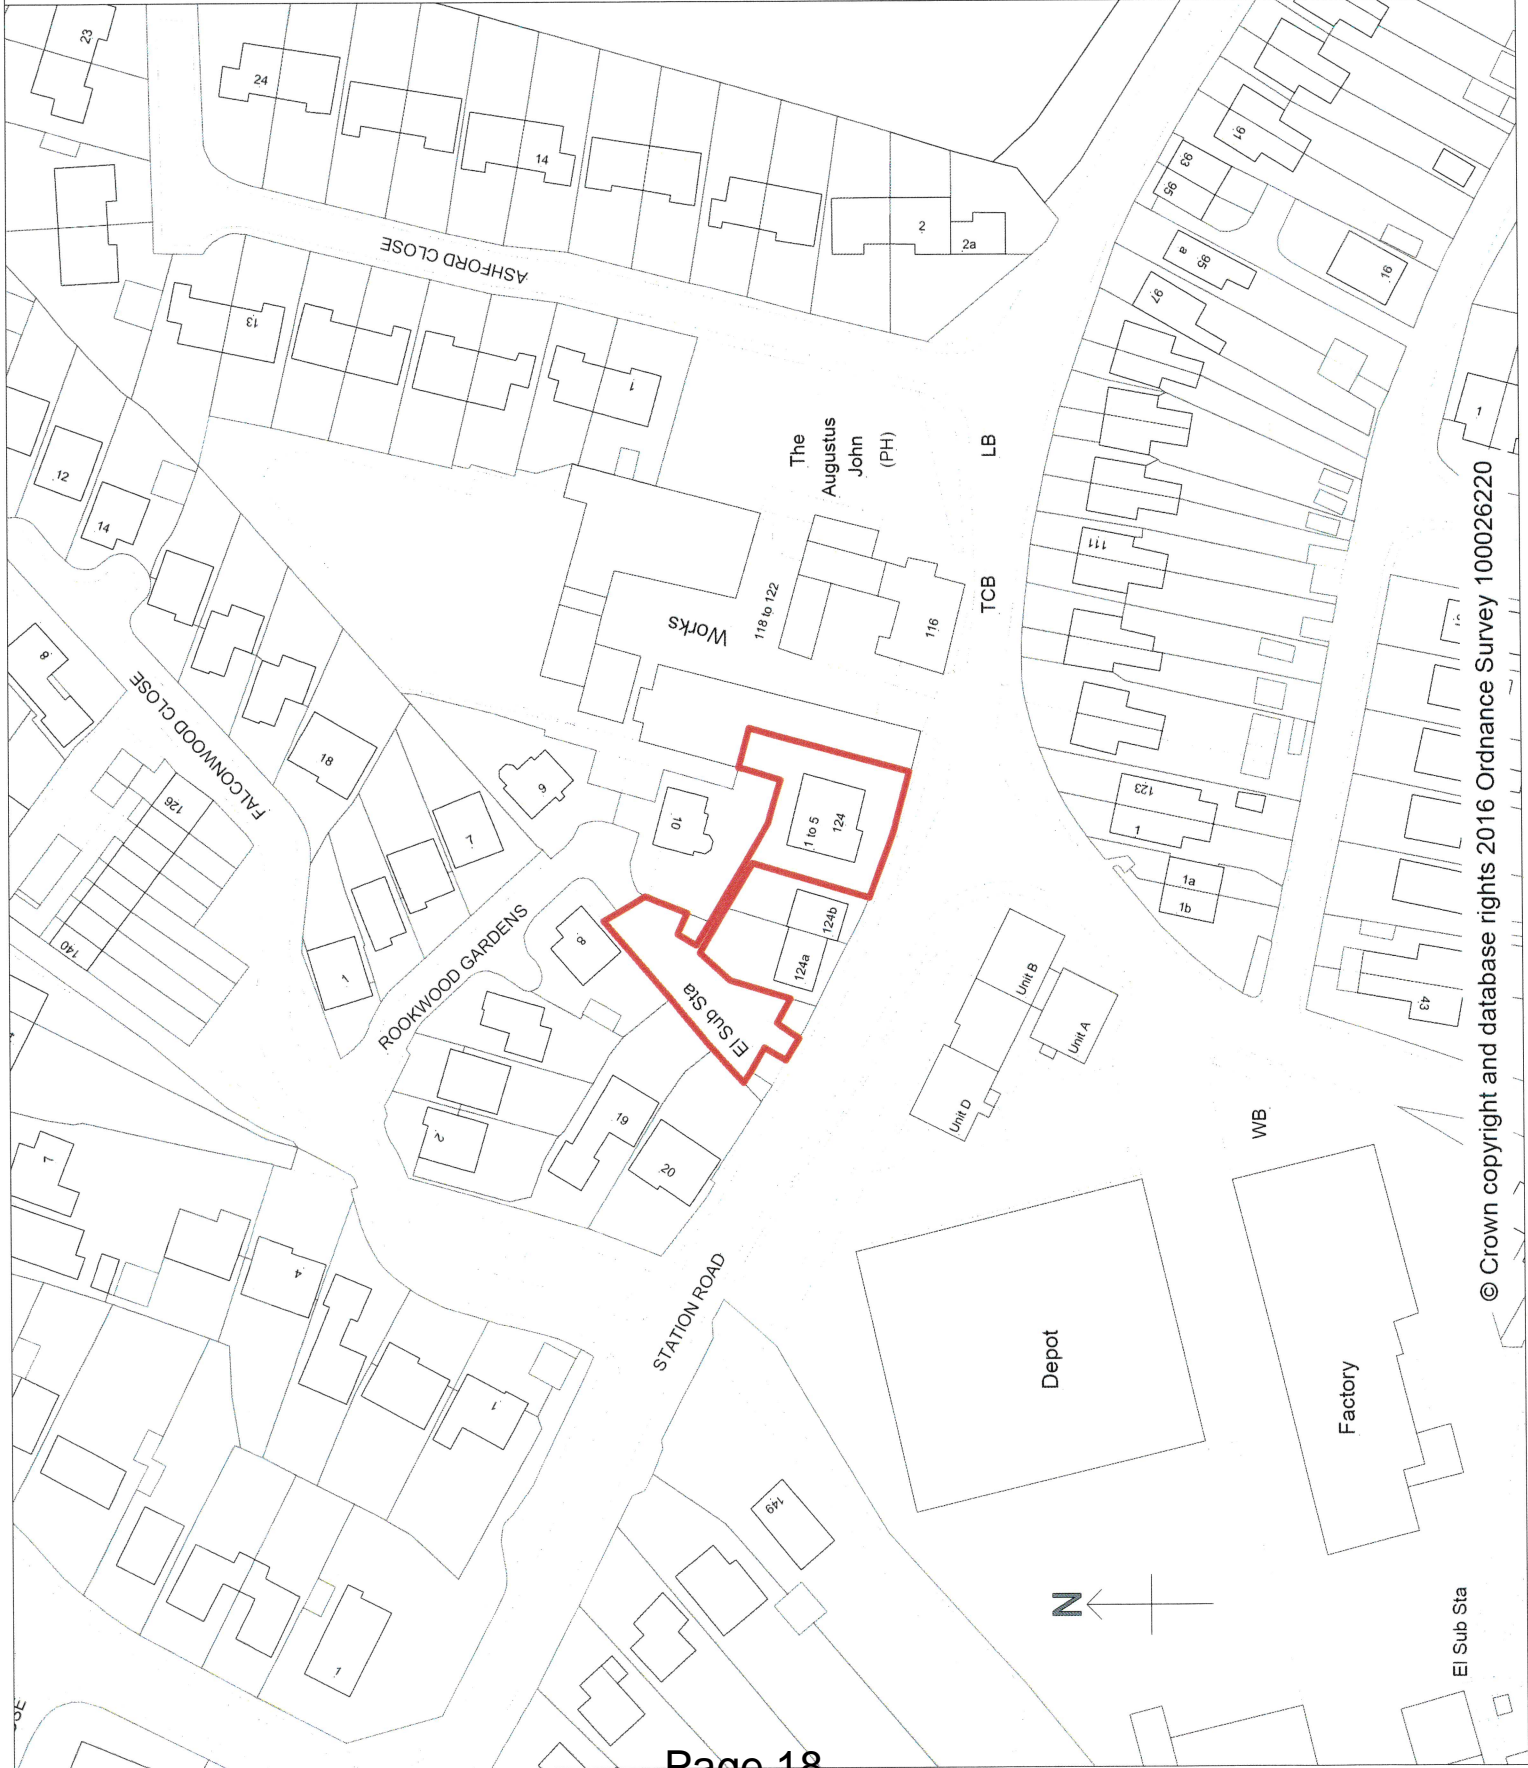 23
24
14
2
2a
ASHFORD CLOSE
13
1
91
93
95
95
a
97
91
1
12
14
The
Augustus
John
(PH)
LB
TCB
111
Works
118 to 122
116
8
FALCONWOOD CLOSE
18
126
140
6
7
10
1 to 5
124
124b
124a
123
1
1a
1b
1
ROOKWOOD GARDENS
8
El Sub Sta
2
19
20
Unit B
Unit A
Unit D
43
WB
7
4
1
STATION ROAD
Depot
Factory
149
1
N
El Sub Sta
© Crown copyright and database rights 2016 Ordnance Survey 100026220
Page 18